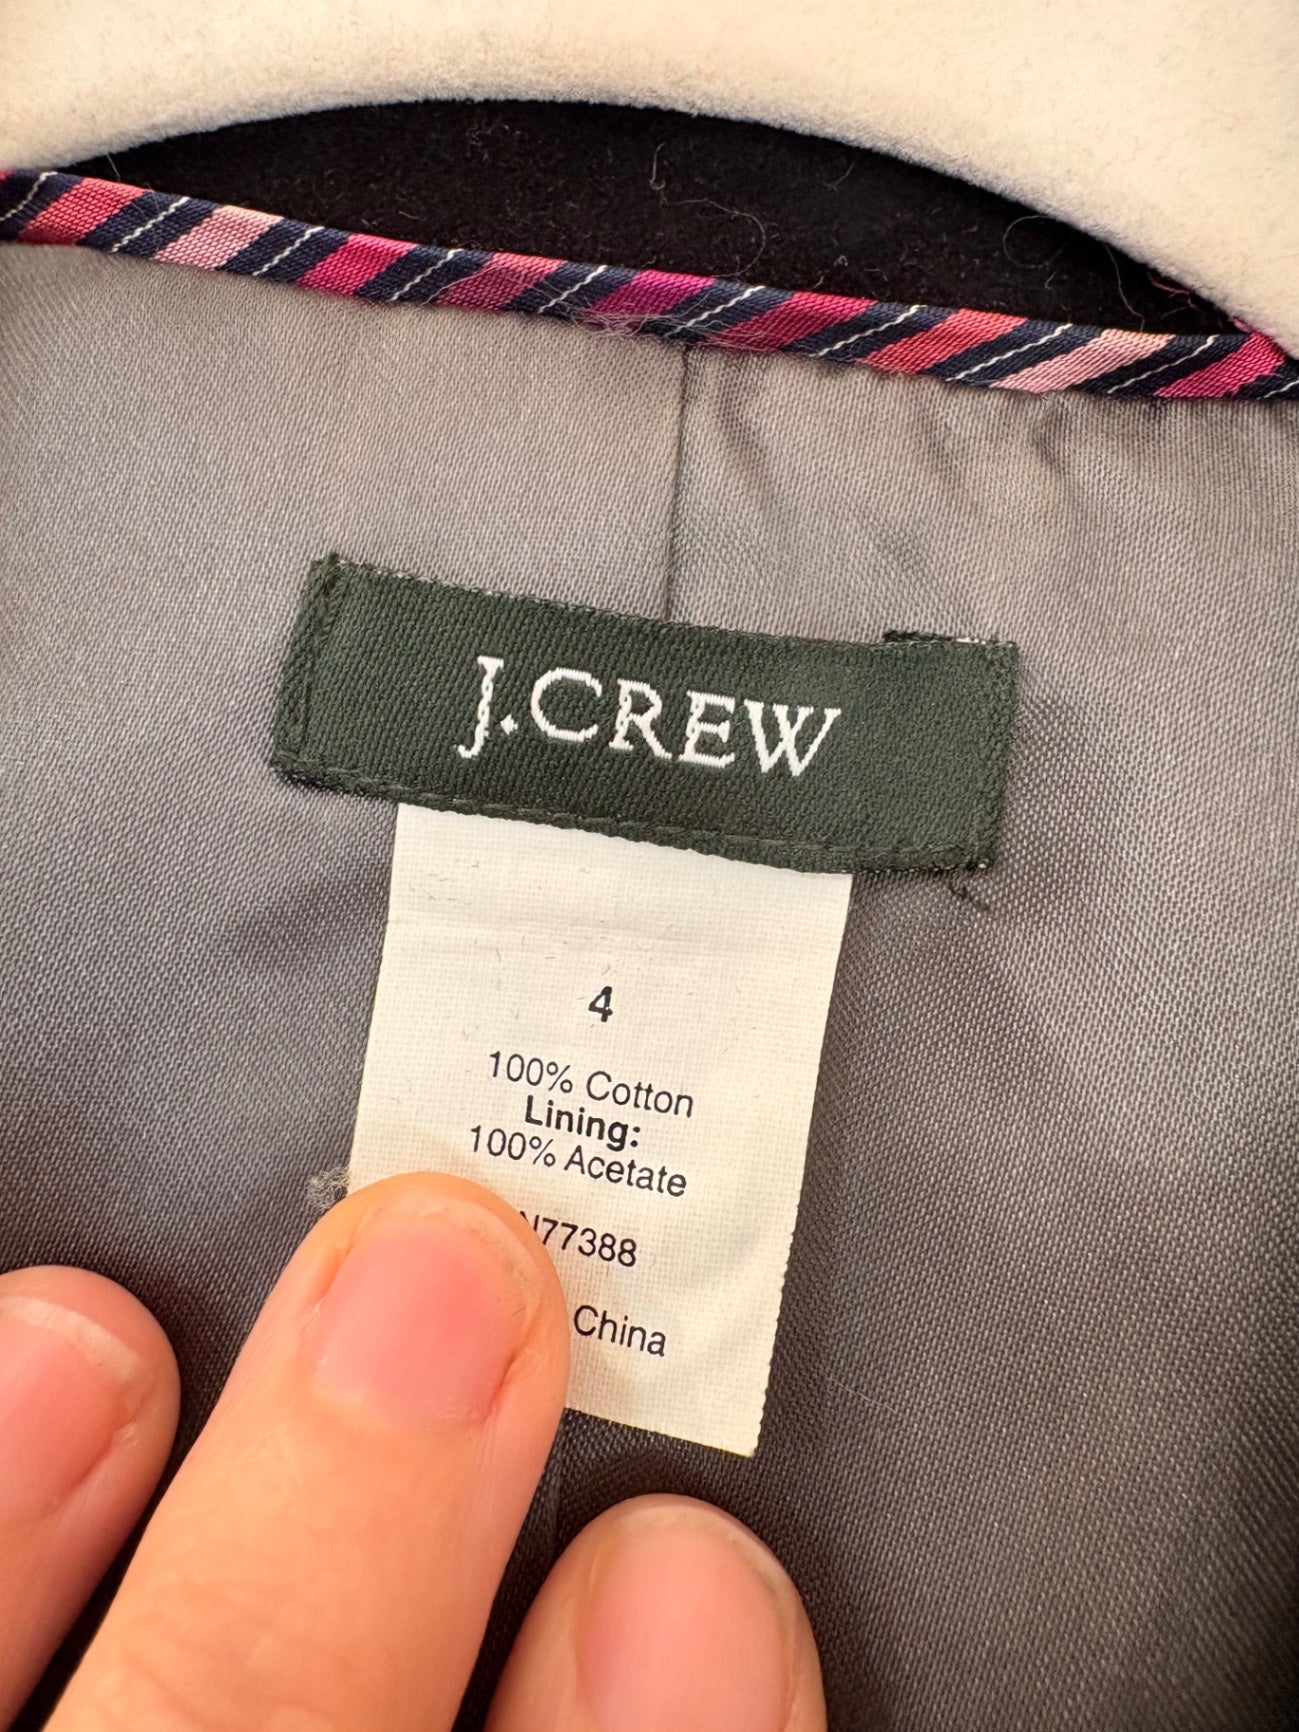 J.CREW
4
100% Cotton
Lining:
100% Acetate
N77388
China